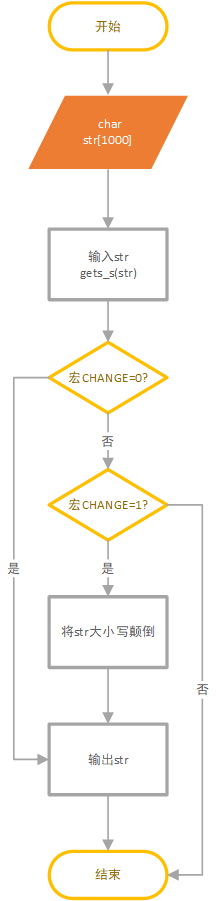 开始
char
str[1000]
输入str
gets_s(str)
宏CHANGE=0?
否
宏CHANGE=1?
是
是
将str大小写颠倒
否
输出str
结束